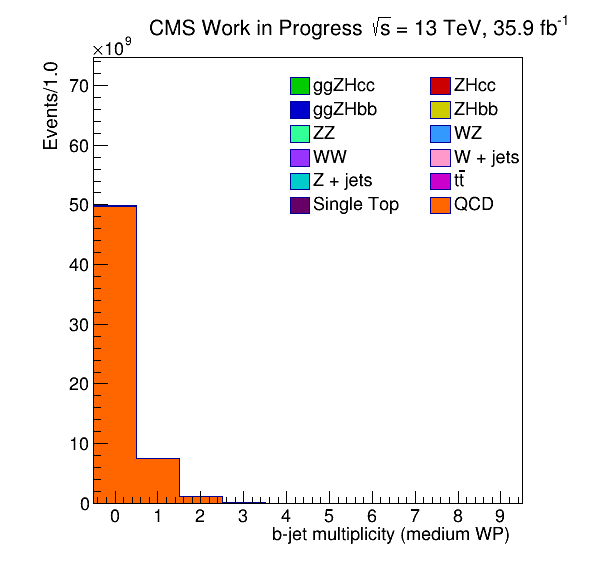 CMS Work in Progress √s = 13 TeV, 35.9 fb⁻¹
×10⁹
Events/1.0
70
60
50
40
30
20
10
0
ggZHcc ZHcc
ggZHbb ZHbb
ZZ WZ
WW W + jets
Z + jets tt̄
Single Top QCD
0 1 2 3 4 5 6 7 8 9
b-jet multiplicity (medium WP)